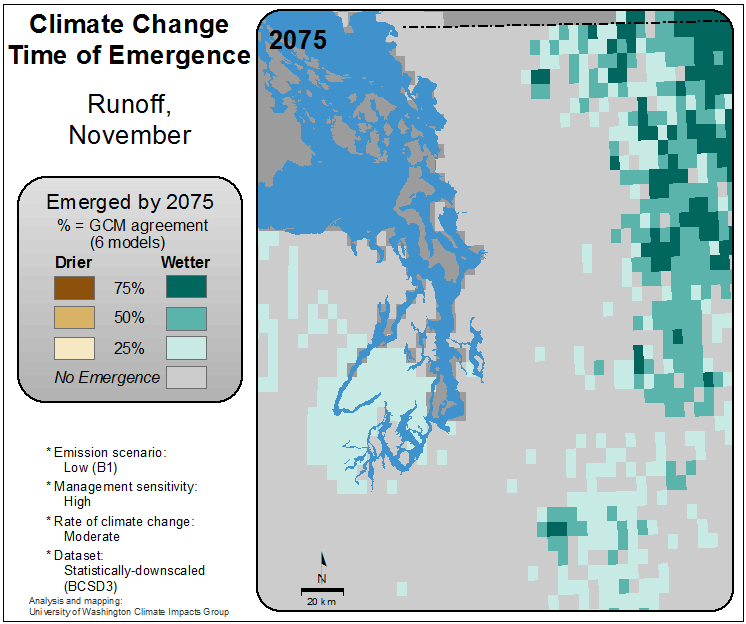 Climate Change
Time of Emergence
Runoff,
November
Emerged by 2075
% = GCM agreement
(6 models)
Drier Wetter
75%
50%
25%
No Emergence
* Emission scenario:
Low (B1)
* Management sensitivity:
High
* Rate of climate change:
Moderate
* Dataset:
Statistically-downscaled
(BCSD3)
Analysis and mapping:
University of Washington Climate Impacts Group
2075
N
20 km